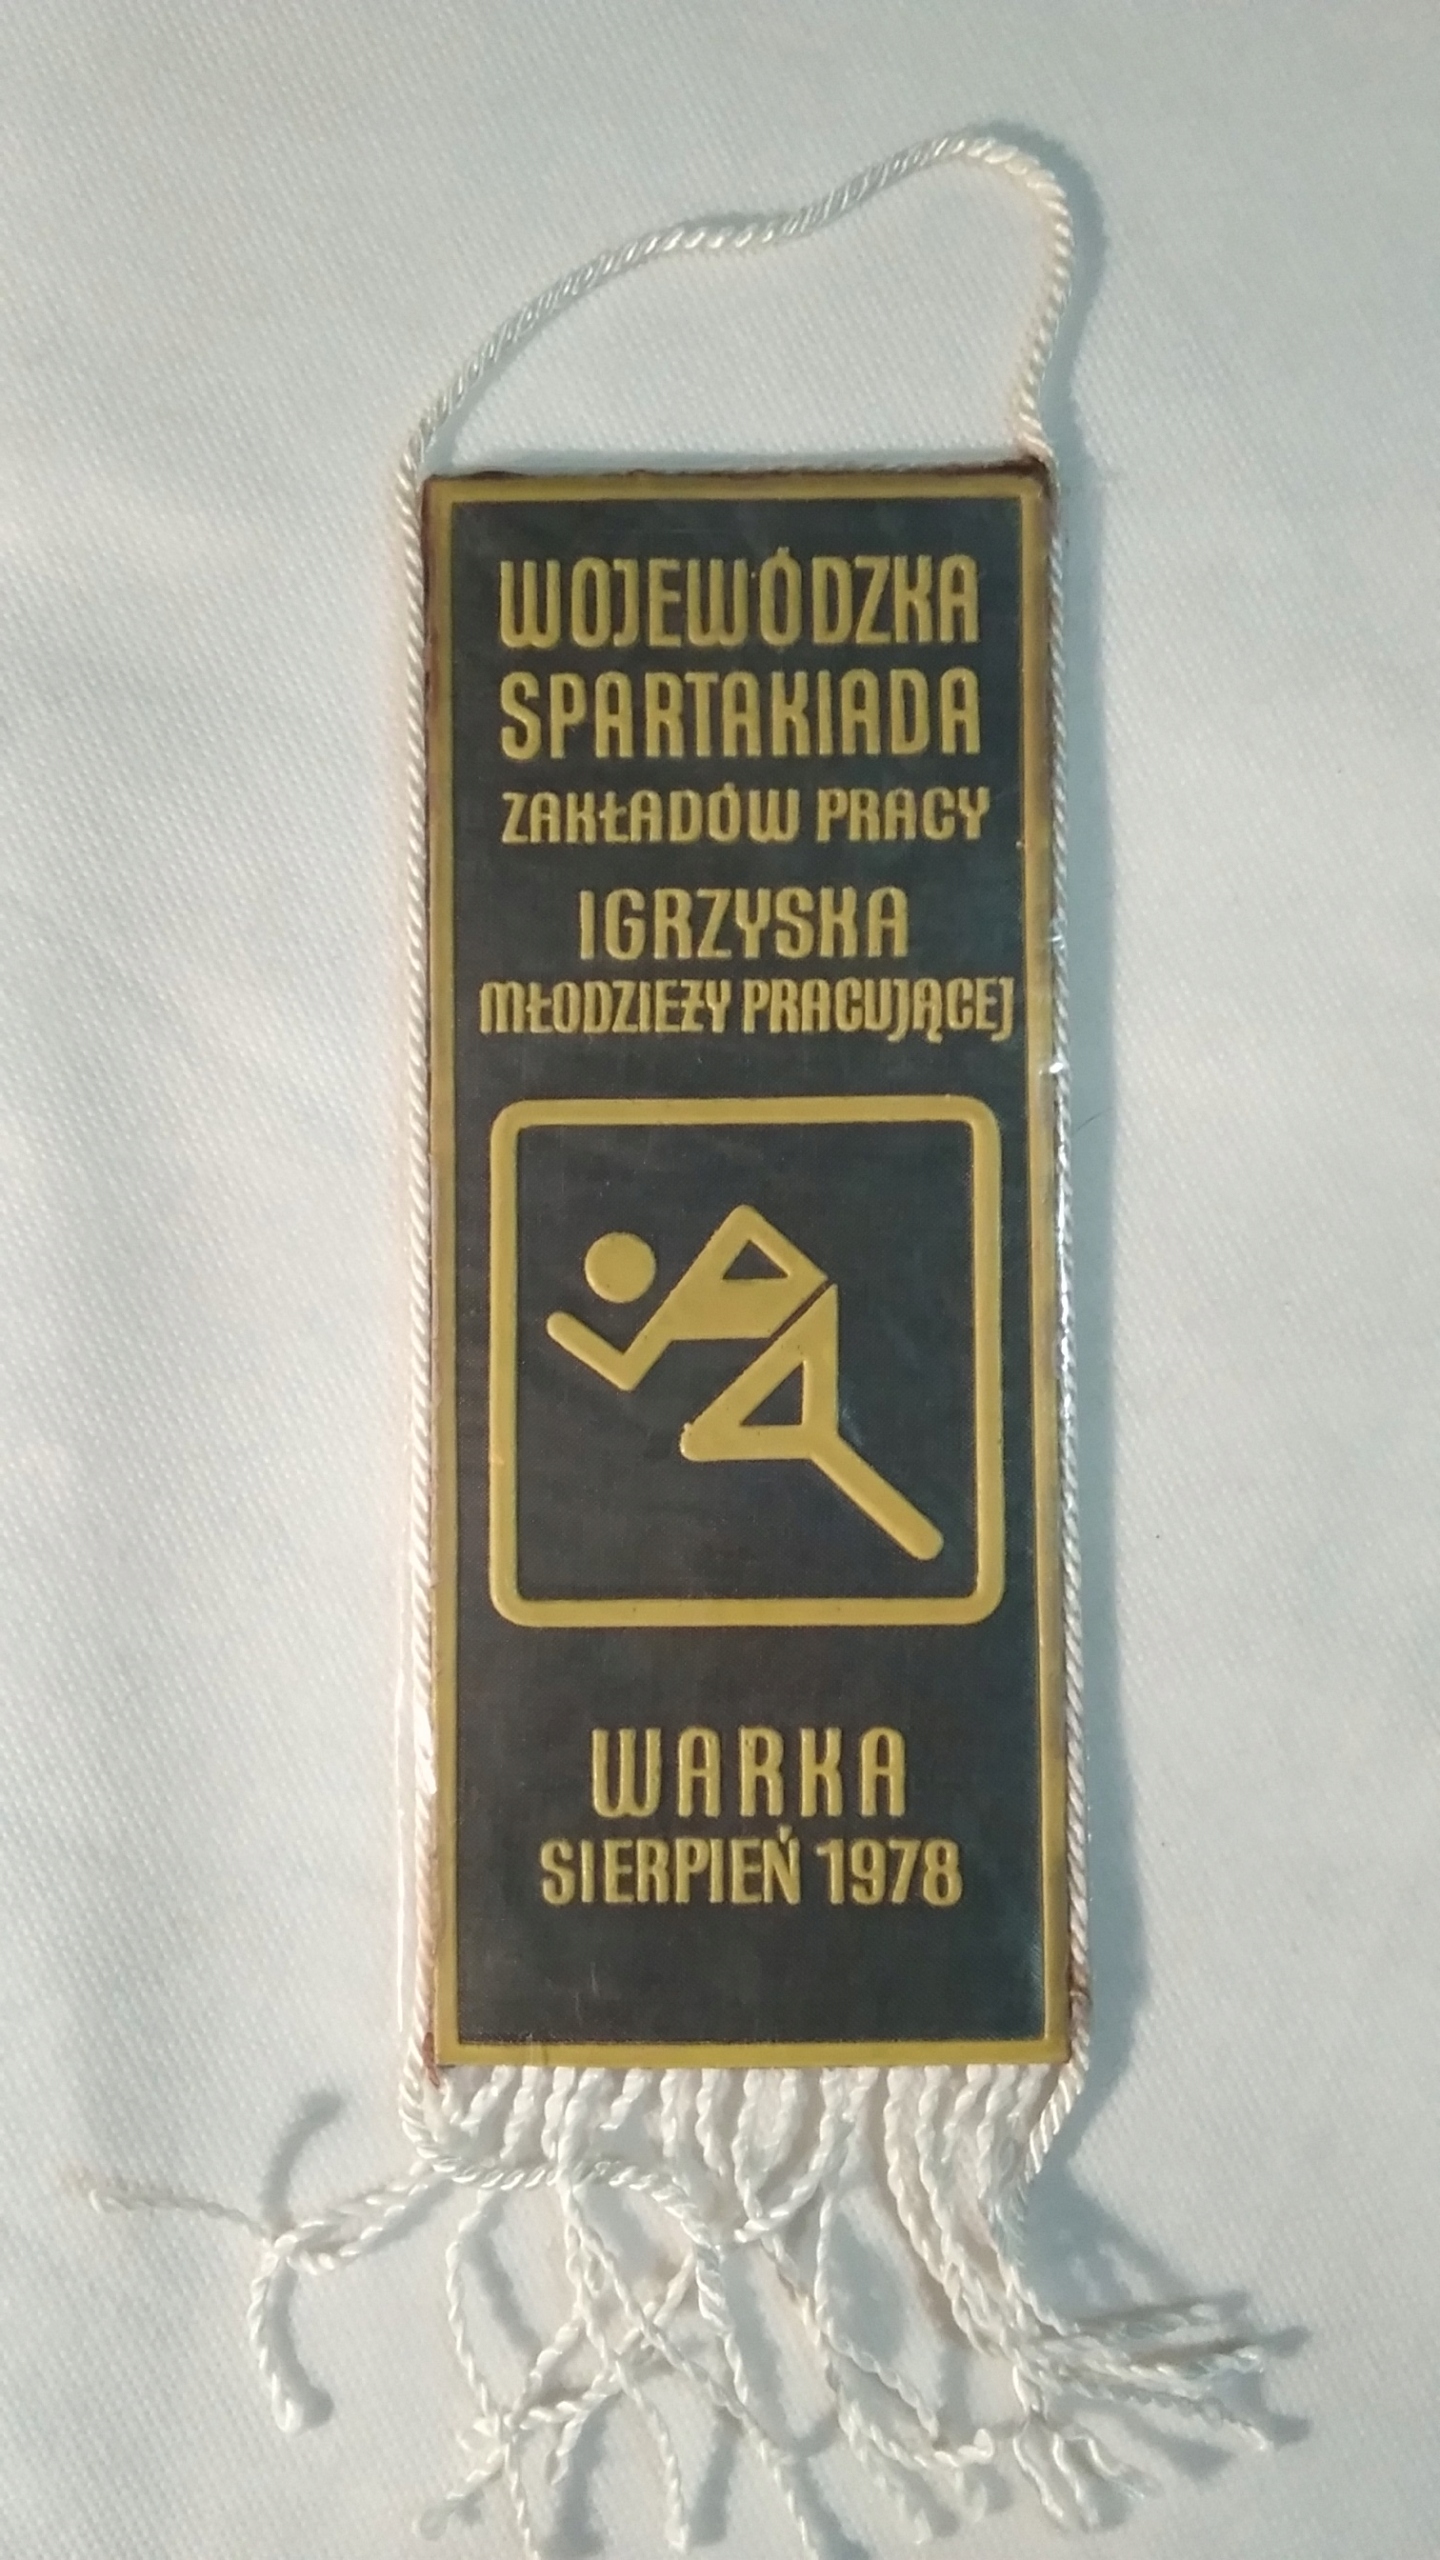 WOJEWÓDZKA
SPARTAKIADA
ZAKŁADÓW PRACY
IGRZYSKA
MŁODZIEŻY PRACUJĄCEJ
WARKA
SIERPIEŃ 1978